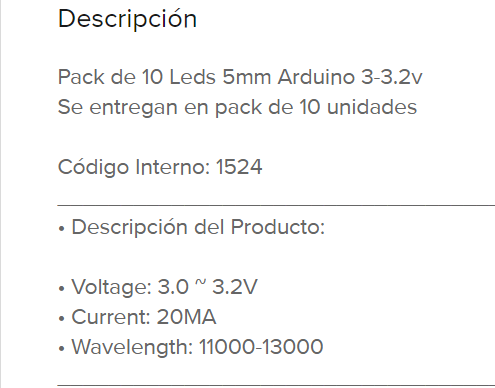 Descripción
Pack de 10 Leds 5mm Arduino 3-3.2v
Se entregan en pack de 10 unidades
Código Interno: 1524
• Descripción del Producto:
• Voltage: 3.0 ~ 3.2V
• Current: 20MA
• Wavelength: 11000-13000